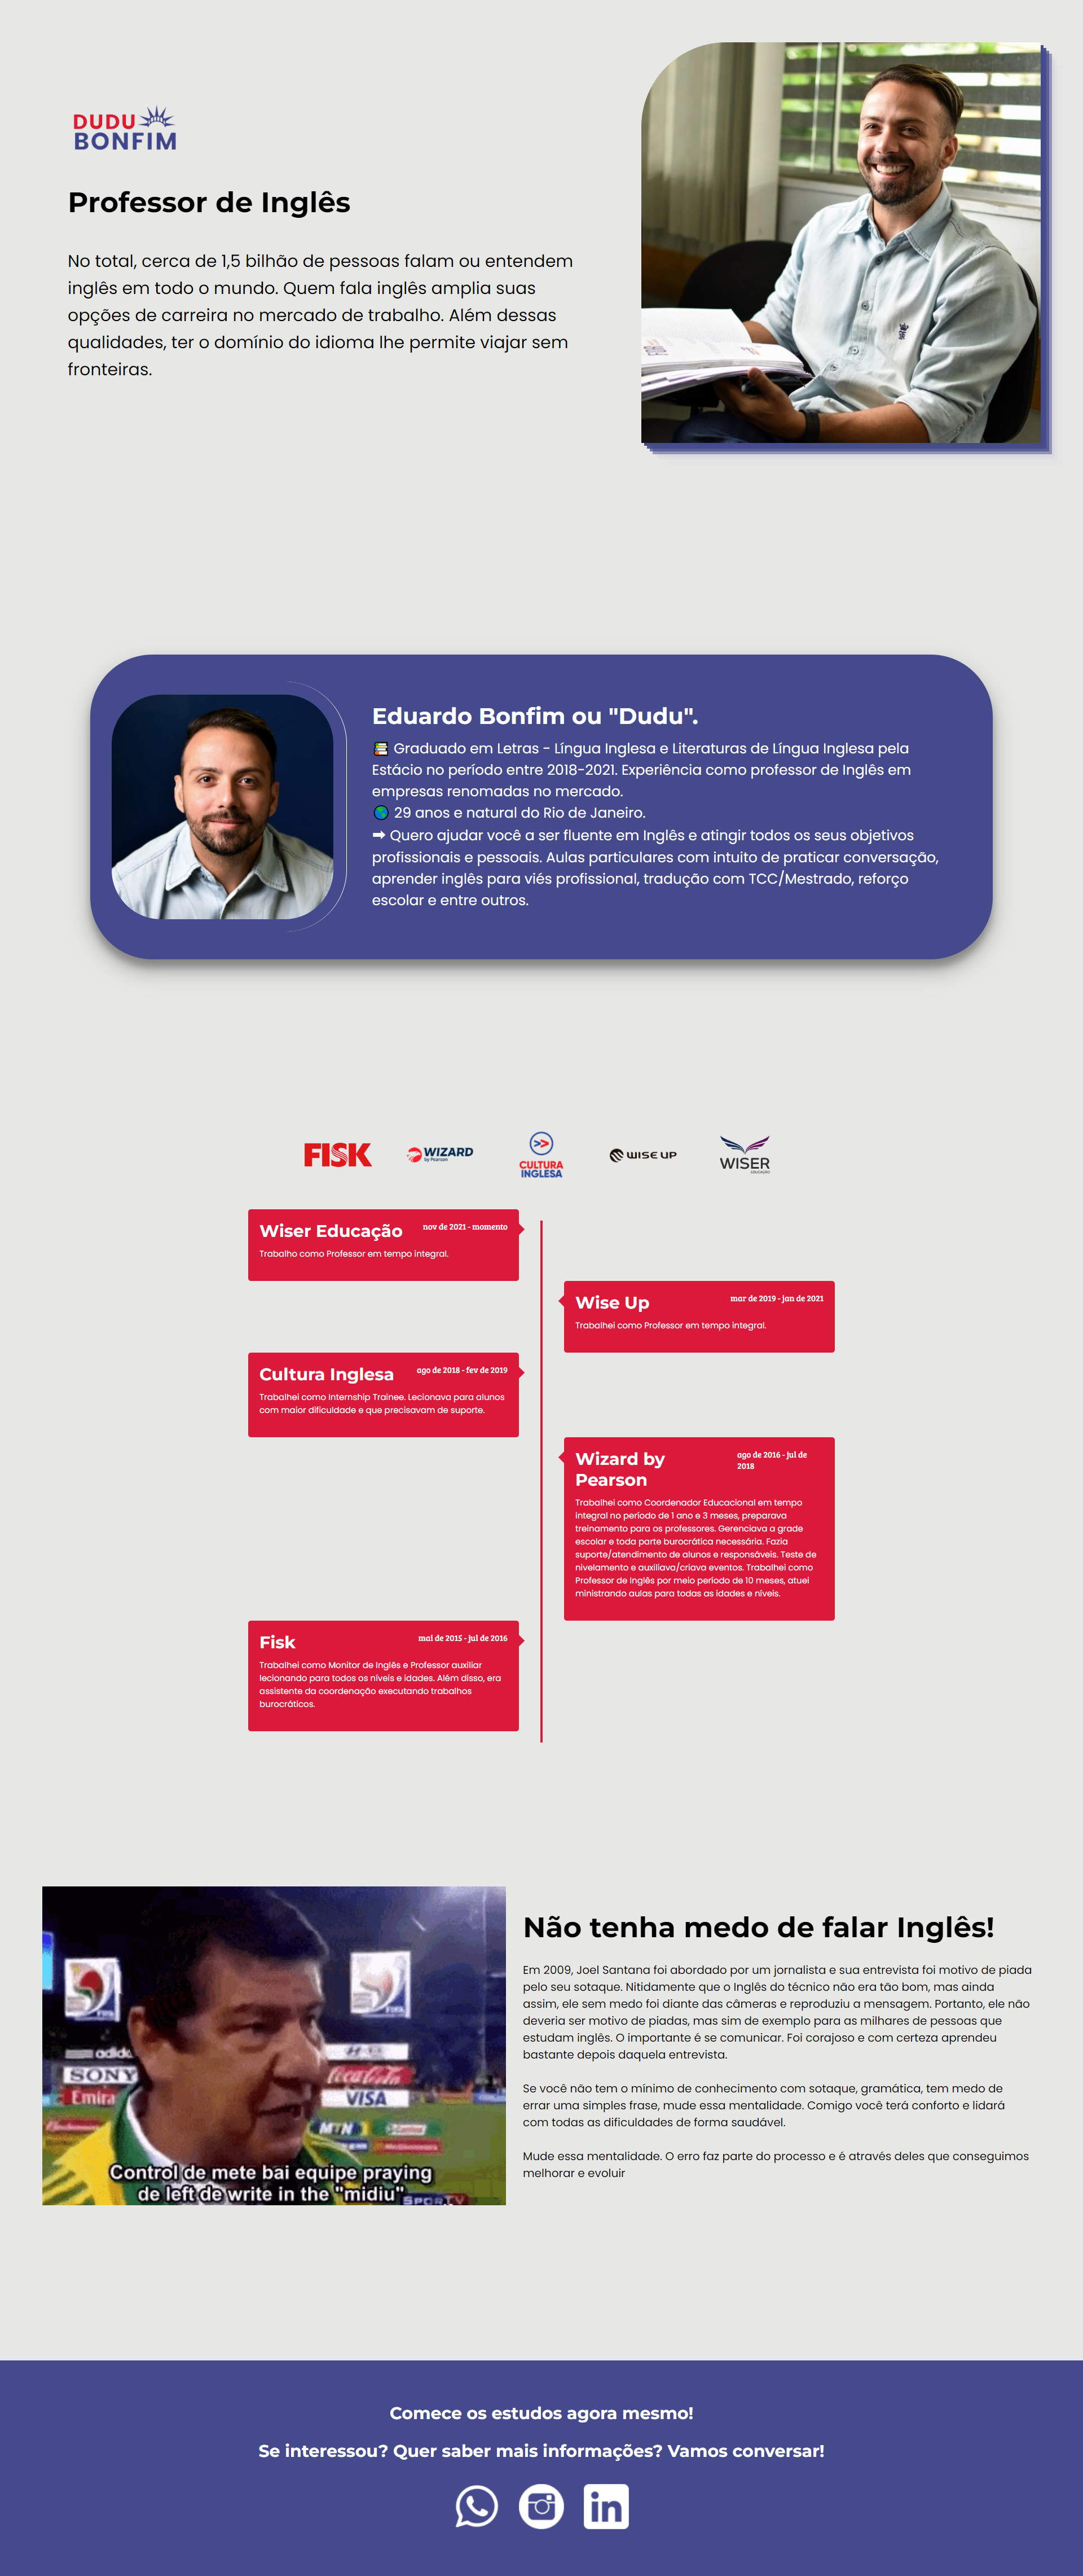 DUDU
BONFIM
Professor de Inglês
No total, cerca de 1,5 bilhão de pessoas falam ou entendem
inglês em todo o mundo. Quem fala inglês amplia suas
opções de carreira no mercado de trabalho. Além dessas
qualidades, ter o domínio do idioma lhe permite viajar sem
fronteiras.
Eduardo Bonfim ou "Dudu".
📚 Graduado em Letras - Língua Inglesa e Literaturas de Língua Inglesa pela
Estácio no período entre 2018-2021. Experiência como professor de Inglês em
empresas renomadas no mercado.
🌎 29 anos e natural do Rio de Janeiro.
➡ Quero ajudar você a ser fluente em Inglês e atingir todos os seus objetivos
profissionais e pessoais. Aulas particulares com intuito de praticar conversação,
aprender inglês para viés profissional, tradução com TCC/Mestrado, reforço
escolar e entre outros.
FISK
WIZARD
by Pearson
CULTURA
INGLESA
WISE UP
WISER
EDUCAÇÃO
Wiser Educação
nov de 2021 - momento
Trabalho como Professor em tempo integral.
Wise Up
mar de 2019 - jan de 2021
Trabalhei como Professor em tempo integral.
Cultura Inglesa
ago de 2018 - fev de 2019
Trabalhei como Internship Trainee. Lecionava para alunos
com maior dificuldade e que precisavam de suporte.
Wizard by
Pearson
ago de 2016 - jul de
2018
Trabalhei como Coordenador Educacional em tempo
integral no período de 1 ano e 3 meses, preparava
treinamento para os professores. Gerenciava a grade
escolar e toda parte burocrática necessária. Fazia
suporte/atendimento de alunos e responsáveis. Teste de
nivelamento e auxiliava/criava eventos. Trabalhei como
Professor de Inglês por meio período de 10 meses, atuei
ministrando aulas para todas as idades e níveis.
Fisk
mai de 2015 - jul de 2016
Trabalhei como Monitor de Inglês e Professor auxiliar
lecionando para todos os níveis e idades. Além disso, era
assistente da coordenação executando trabalhos
burocráticos.
adidas
SONY
Emira
Coca-Cola
VISA
MTN
Control de mete bai equipe praying
de left de write in the "midiu"
SPORTV
Não tenha medo de falar Inglês!
Em 2009, Joel Santana foi abordado por um jornalista e sua entrevista foi motivo de piada
pelo seu sotaque. Nitidamente que o Inglês do técnico não era tão bom, mas ainda
assim, ele sem medo foi diante das câmeras e reproduziu a mensagem. Portanto, ele não
deveria ser motivo de piadas, mas sim de exemplo para as milhares de pessoas que
estudam inglês. O importante é se comunicar. Foi corajoso e com certeza aprendeu
bastante depois daquela entrevista.
Se você não tem o mínimo de conhecimento com sotaque, gramática, tem medo de
errar uma simples frase, mude essa mentalidade. Comigo você terá conforto e lidará
com todas as dificuldades de forma saudável.
Mude essa mentalidade. O erro faz parte do processo e é através deles que conseguimos
melhorar e evoluir
Comece os estudos agora mesmo!
Se interessou? Quer saber mais informações? Vamos conversar!
in